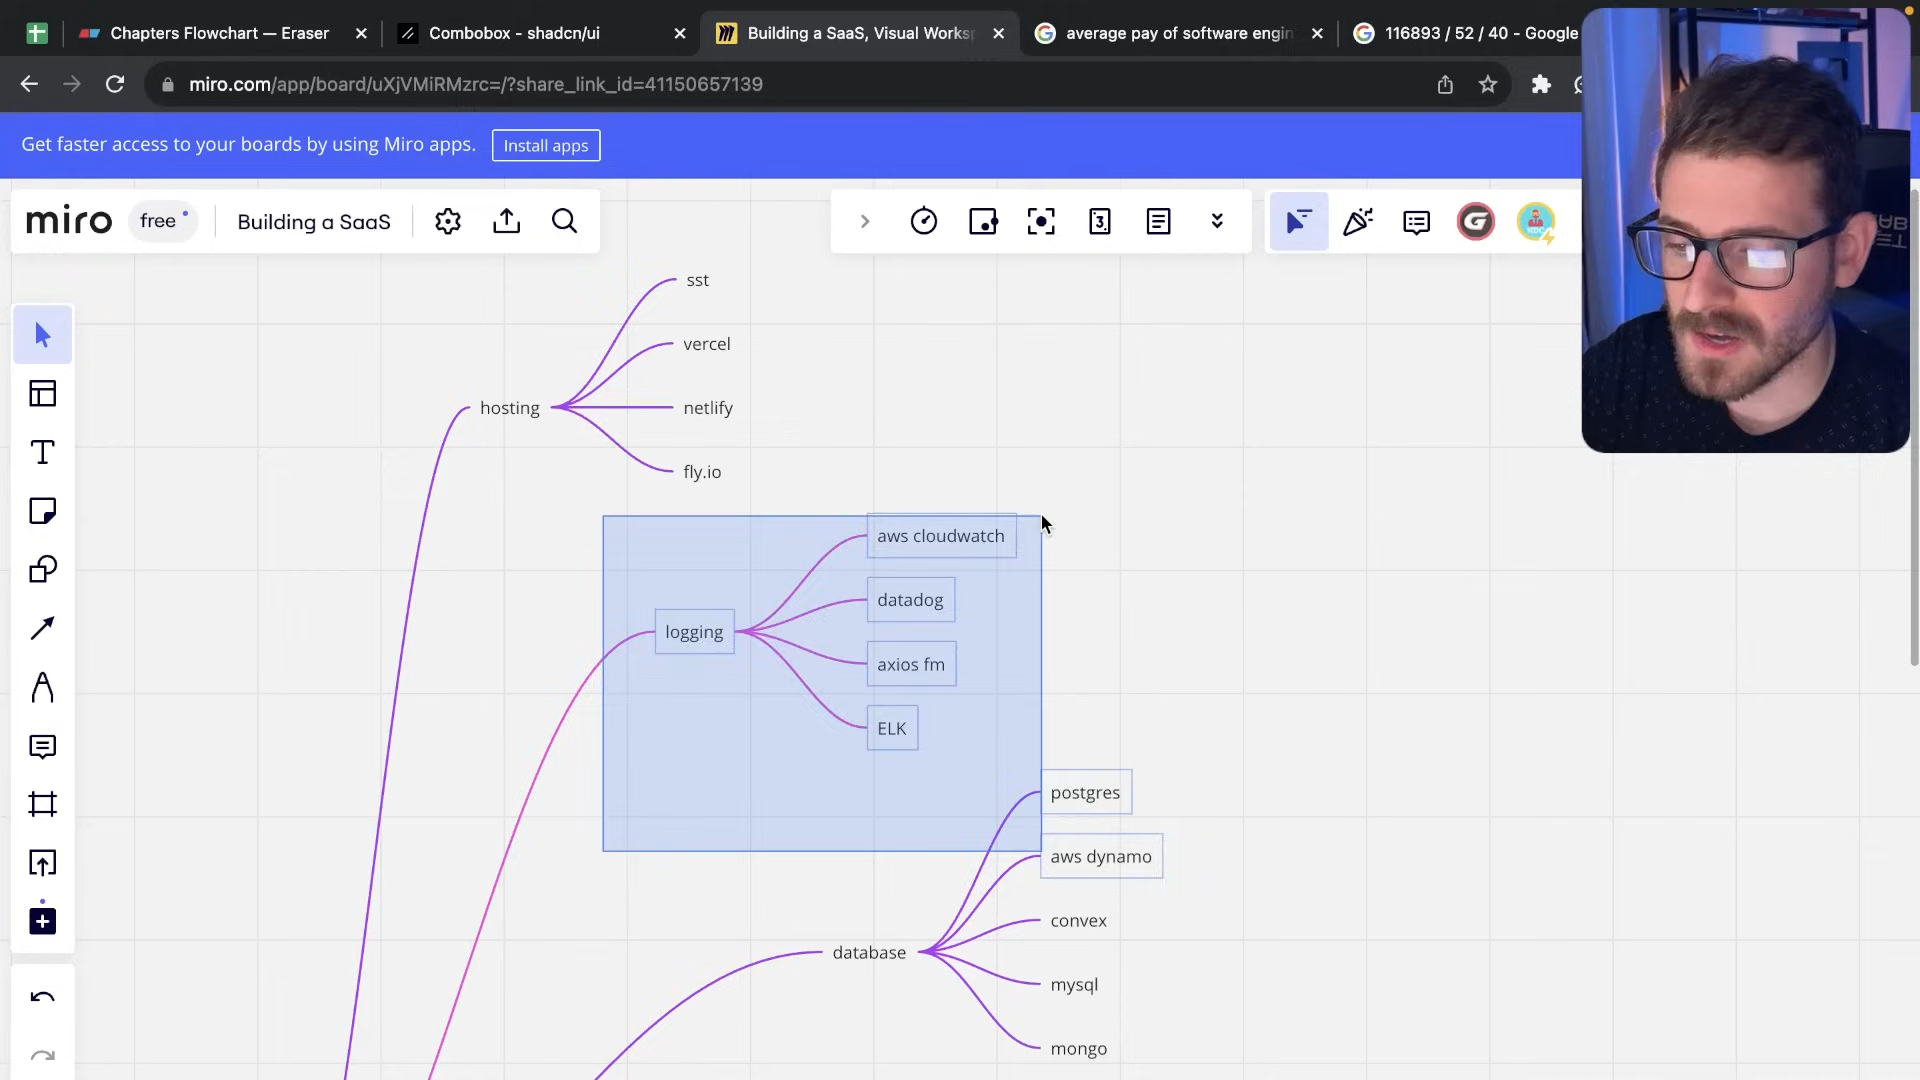 Chapters Flowchart — Eraser
Combobox - shadcn/ui
Building a SaaS, Visual Works
average pay of software engin
116893 / 52 / 40 - Google
miro.com/app/board/uXjVMiRMzrc=/?share_link_id=41150657139
Get faster access to your boards by using Miro apps.
Install apps
miro
free
Building a SaaS
3
G
sst
vercel
hosting
netlify
fly.io
aws cloudwatch
datadog
logging
axios fm
ELK
postgres
aws dynamo
convex
database
mysql
mongo